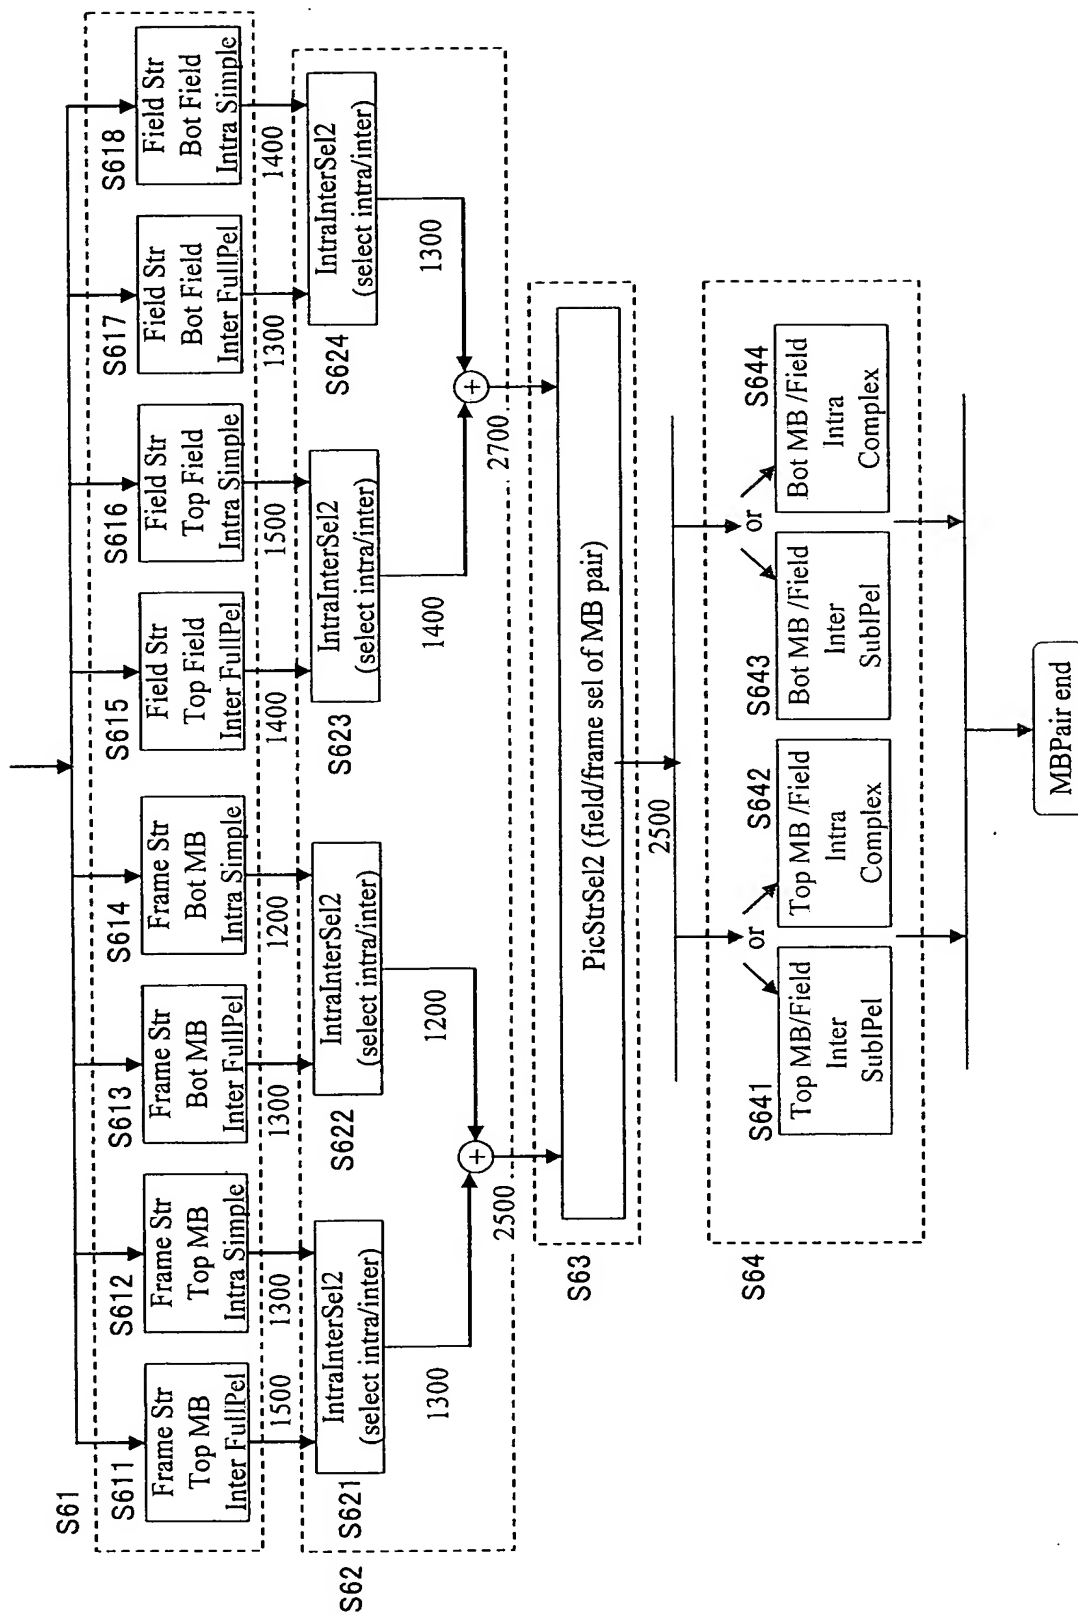 S61
S611
Frame Str
Top MB
Inter FullPel
1500
S612
Frame Str
Top MB
Intra Simple
1300
S613
Frame Str
Bot MB
Inter FullPel
1300
S614
Frame Str
Bot MB
Intra Simple
1200
S615
Field Str
Top Field
Inter FullPel
1400
S616
Field Str
Top Field
Intra Simple
1500
S617
Field Str
Bot Field
Inter FullPel
1300
S618
Field Str
Bot Field
Intra Simple
1400
S62
S621
IntraInterSel2
(select intra/inter)
1300
S622
IntraInterSel2
(select intra/inter)
1200
S623
IntraInterSel2
(select intra/inter)
1400
S624
IntraInterSel2
(select intra/inter)
1300
+
2500
+
2700
S63
PicStrSel2 (field/frame sel of MB pair)
2500
S64
S641
Top MB/Field
Inter
SublPel
or
S642
Top MB /Field
Intra
Complex
S643
Bot MB /Field
Inter
SublPel
or
S644
Bot MB /Field
Intra
Complex
MBPair end